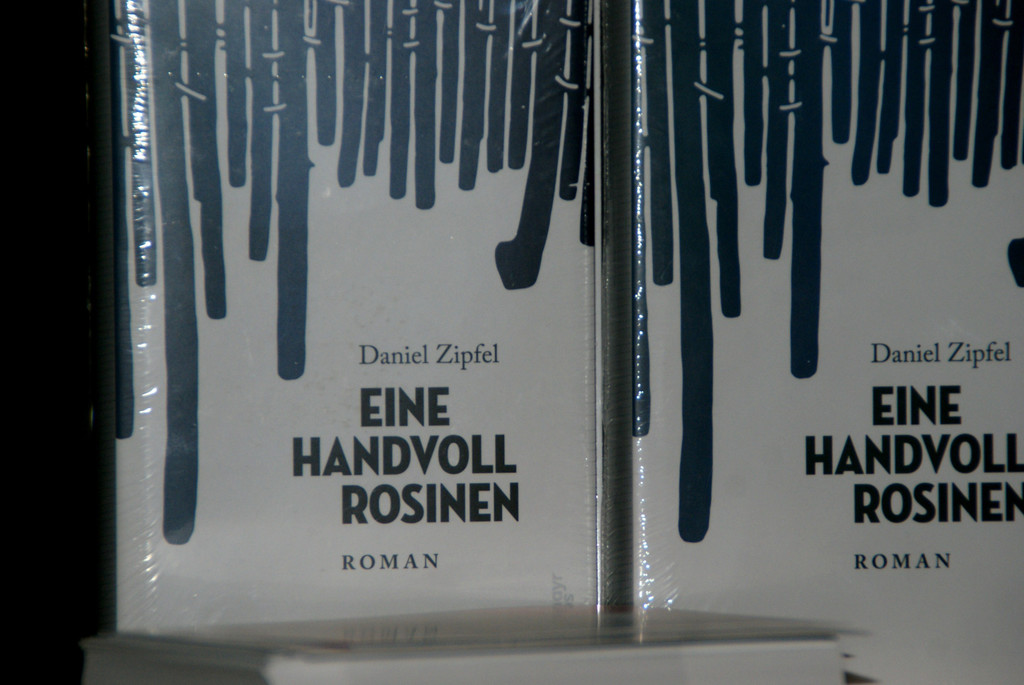 Daniel Zipfel
EINE
HANDVOLL
ROSINEN
ROMAN
Daniel Zipfel
EINE
HANDVOLL
ROSINEN
ROMAN